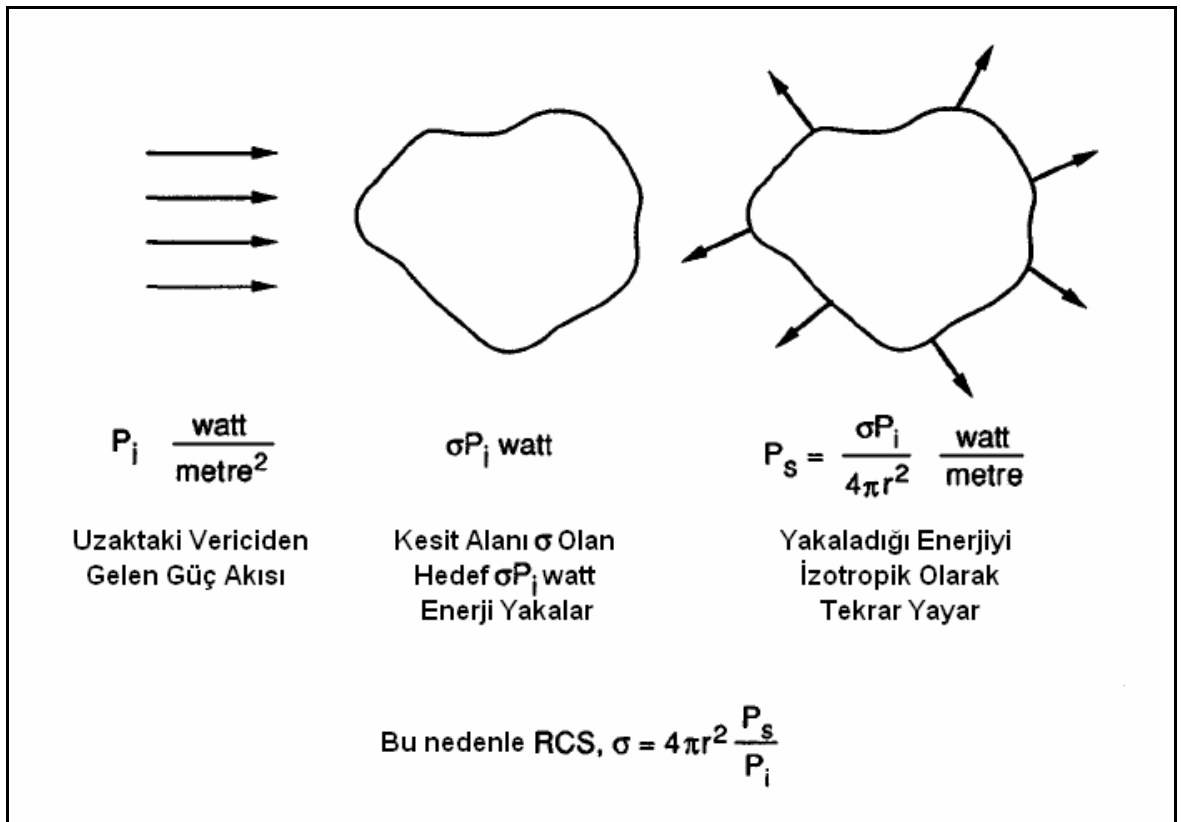 P_i watt / metre²
σP_i watt
P_s = σP_i / 4πr² watt / metre
Uzaktaki Vericiden
Gelen Güç Akısı
Kesit Alanı σ Olan
Hedef σP_i watt
Enerji Yakalar
Yakaladığı Enerjiyi
İzotropik Olarak
Tekrar Yayar
Bu nedenle RCS, σ = 4πr² P_s / P_i